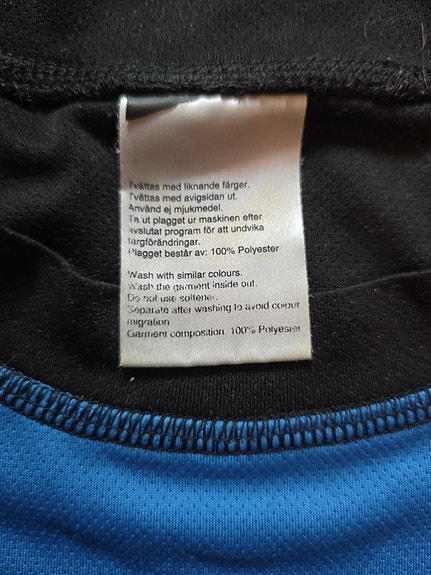 Tvättas med liknande färger.
Tvättas med avigsidan ut.
Använd ej mjukmedel.
Ta ut plagget ur maskinen efter
avslutat program för att undvika
färgförändringar.
Plagget består av: 100% Polyester
Wash with similar colours.
Wash the garment inside out.
Do not use softener.
Separate after washing to avoid colour
migration
Garment composition: 100% Polyester